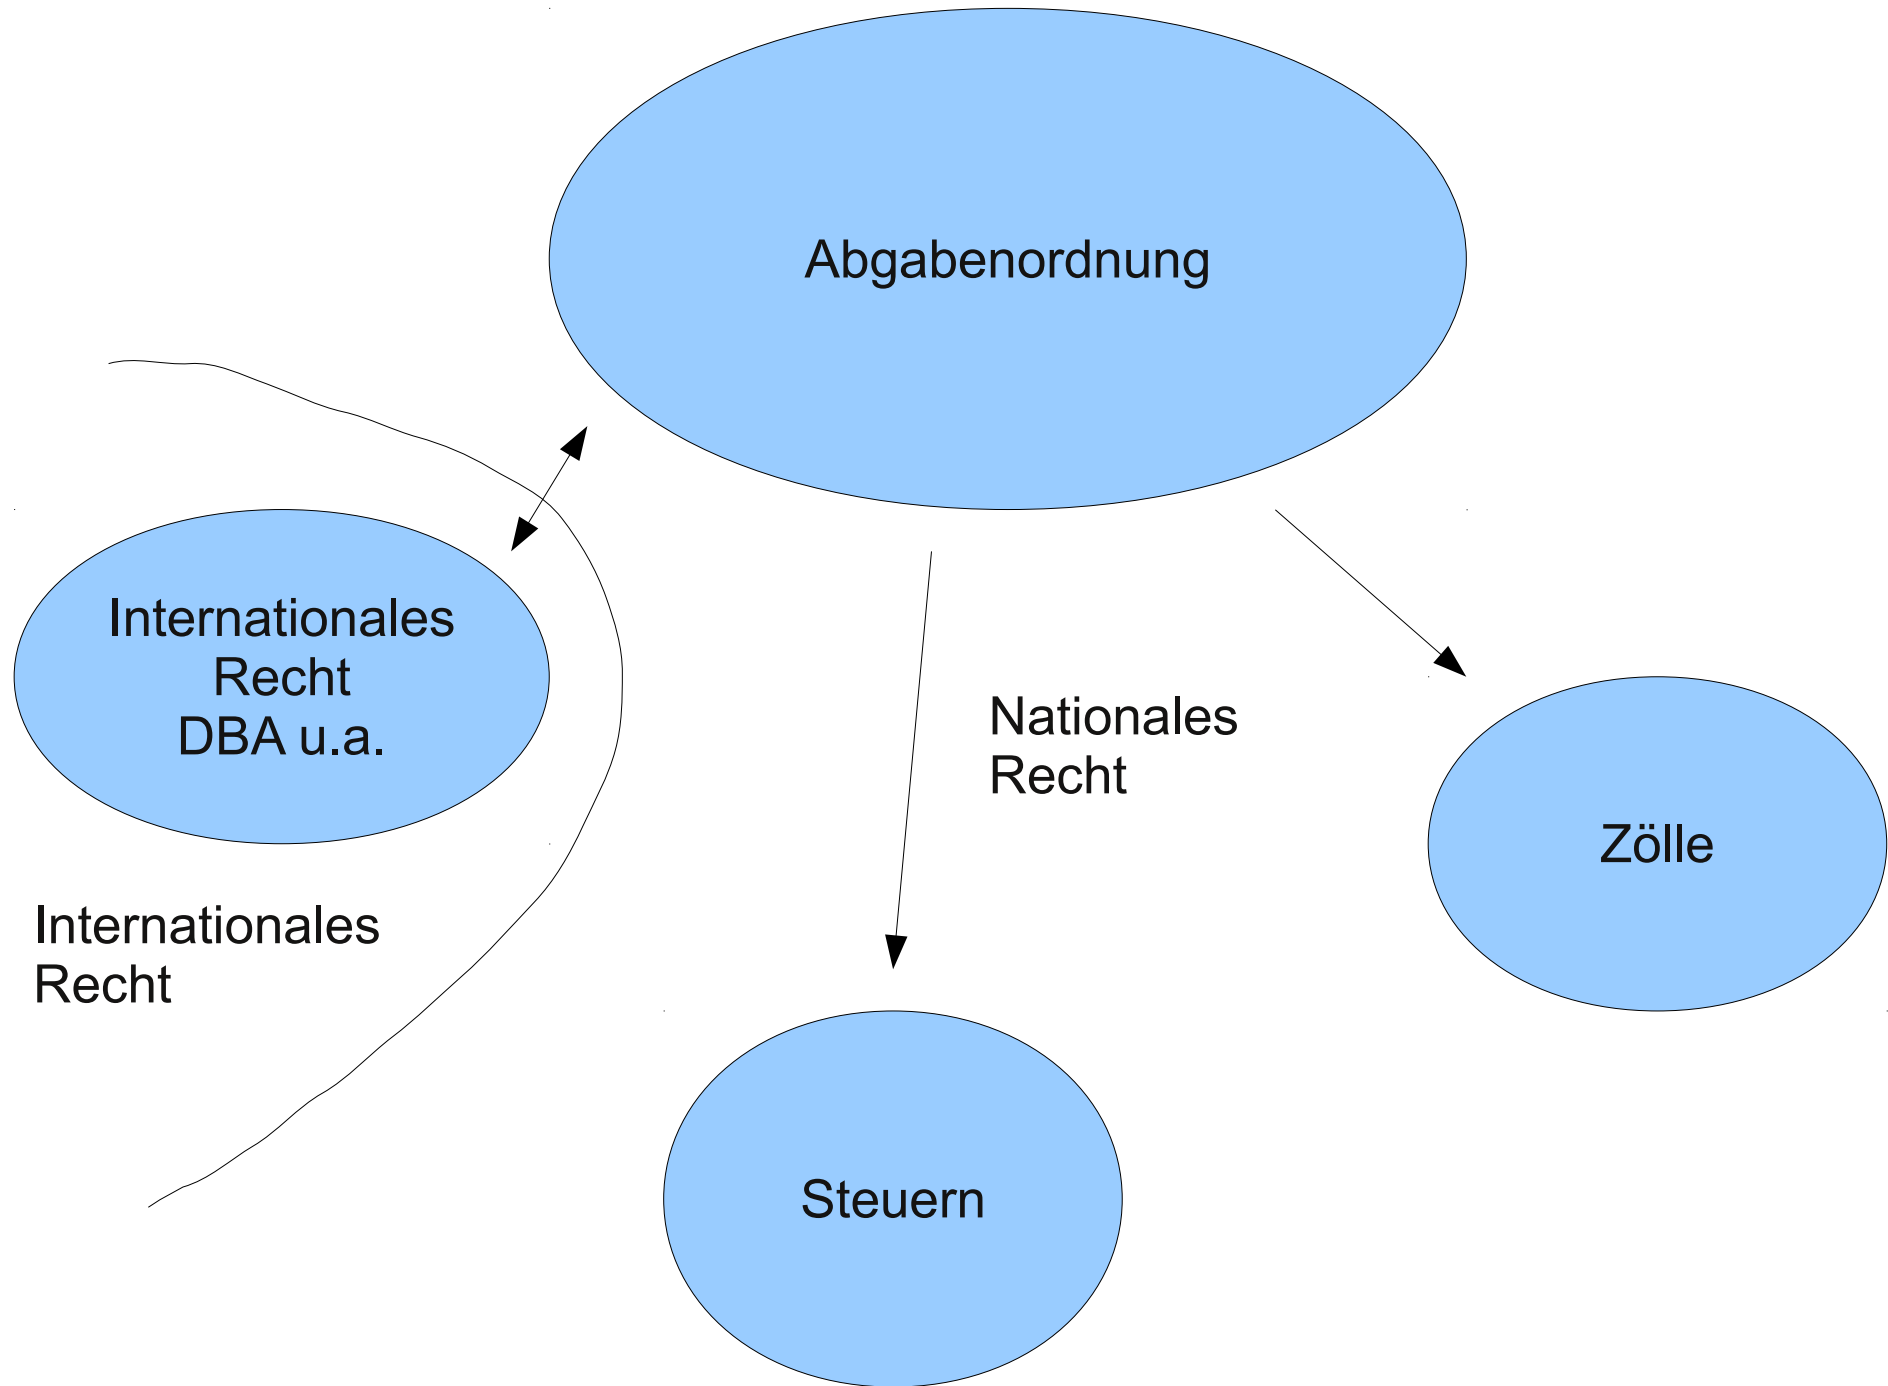 Abgabenordnung
Internationales
Recht
DBA u.a.
Nationales
Recht
Zölle
Internationales
Recht
Steuern